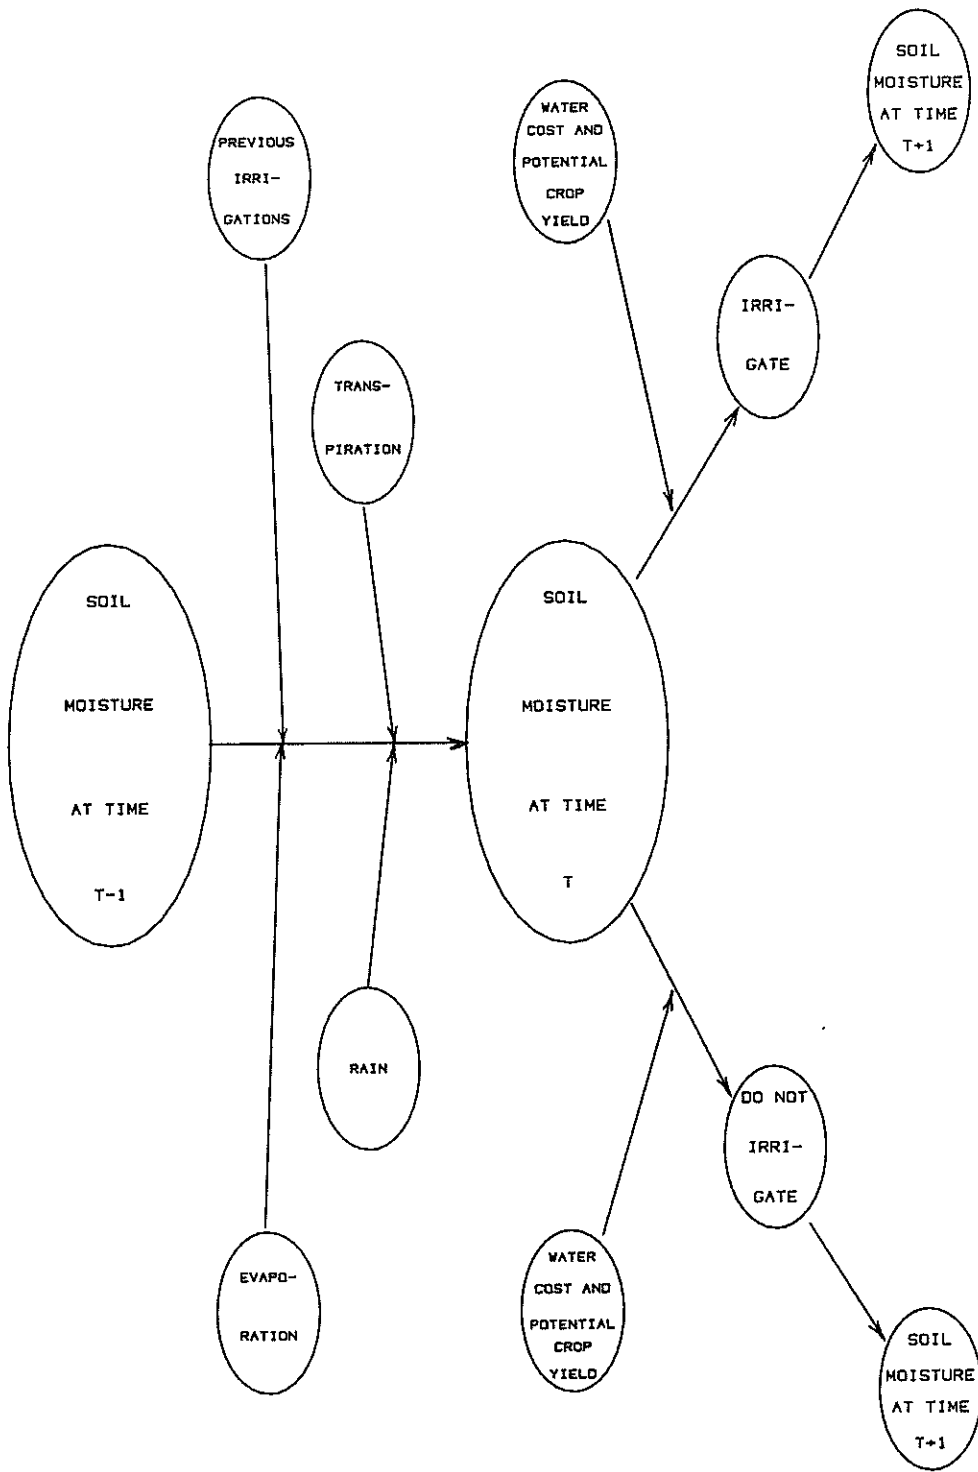 SOIL
MOISTURE
AT TIME
T+1
WATER
COST AND
POTENTIAL
CROP
YIELD
PREVIOUS
IRRI-
GATIONS
IRRI-
GATE
TRANS-
PIRATION
SOIL
MOISTURE
AT TIME
T-1
SOIL
MOISTURE
AT TIME
T
RAIN
DO NOT
IRRI-
GATE
EVAPO-
RATION
WATER
COST AND
POTENTIAL
CROP
YIELD
SOIL
MOISTURE
AT TIME
T+1